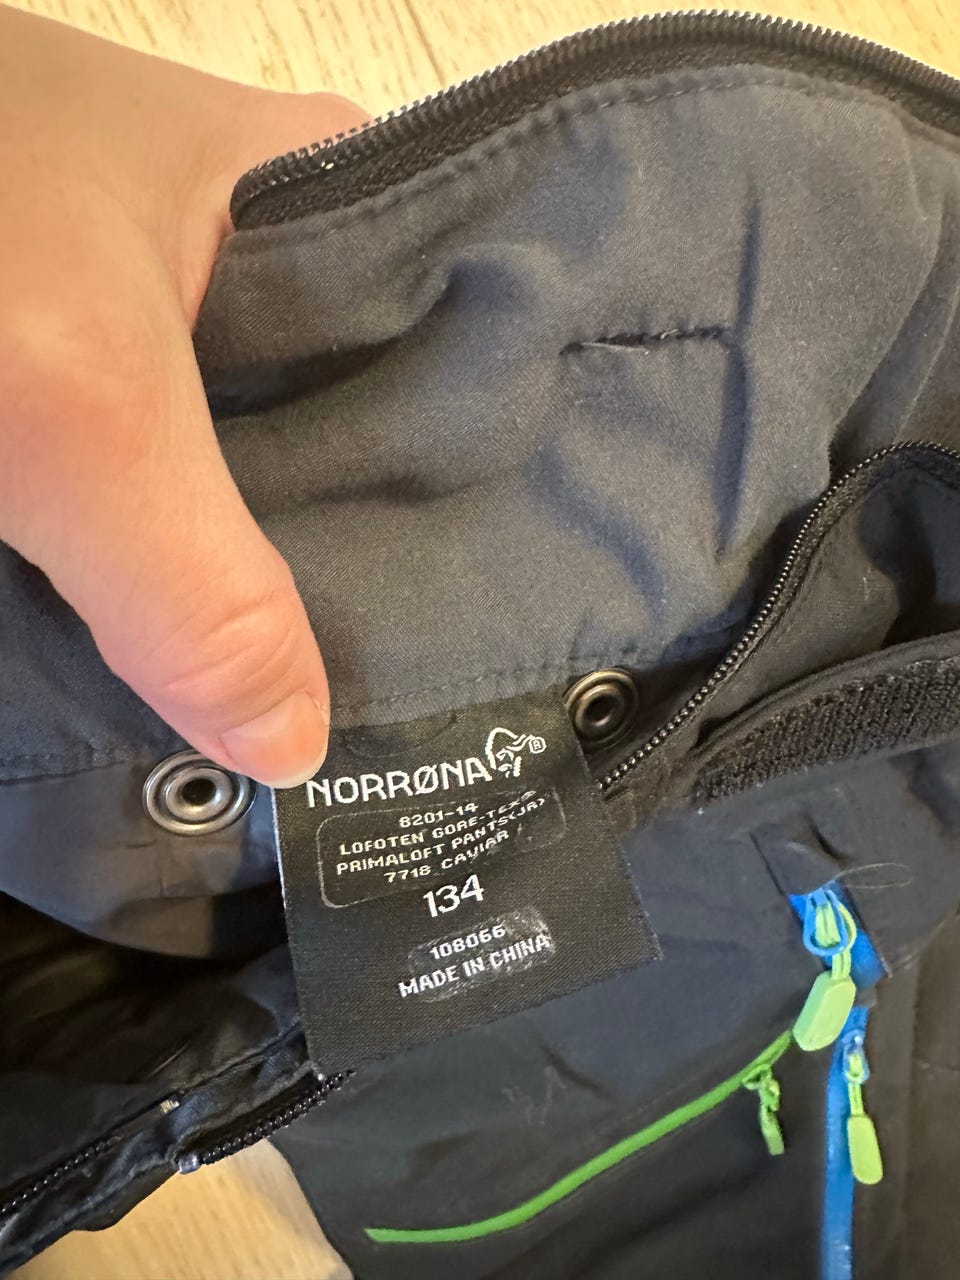 NORRØNA®
8201-14
LOFOTEN GORE-TEX®
PRIMALOFT PANTS(JR)
7718 CAVIAR
134
108066
MADE IN CHINA